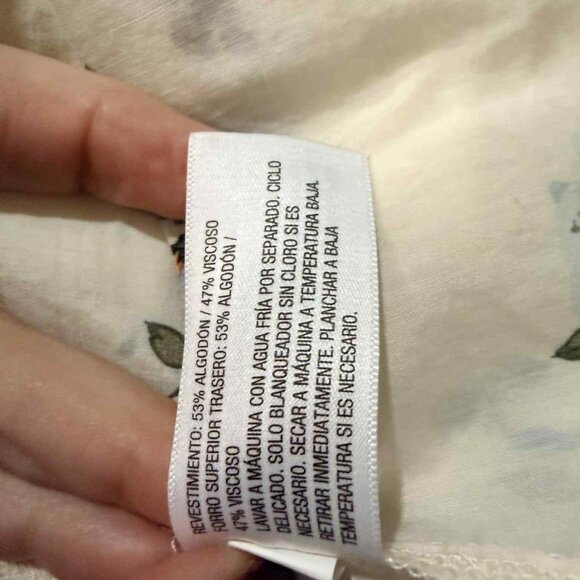 REVESTIMIENTO: 53% ALGODÓN / 47% VISCOSO
FORRO SUPERIOR TRASERO: 53% ALGODÓN /
47% VISCOSO
LAVAR A MÁQUINA CON AGUA FRÍA POR SEPARADO, CICLO
DELICADO. SOLO BLANQUEADOR SIN CLORO SI ES
NECESARIO. SECAR A MÁQUINA A TEMPERATURA BAJA.
RETIRAR INMEDIATAMENTE. PLANCHAR A BAJA
TEMPERATURA SI ES NECESARIO.